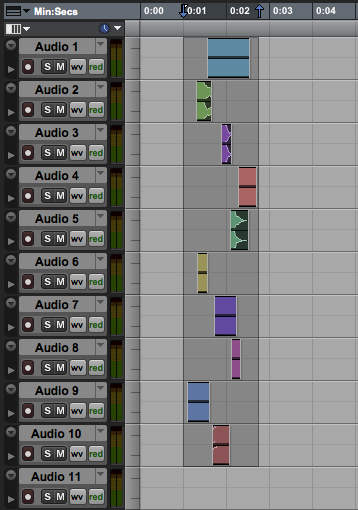 Min:Secs 0:00 0:01 0:02 0:03 0:04
Audio 1
S M wv red
Audio 2
S M wv red
Audio 3
S M wv red
Audio 4
S M wv red
Audio 5
S M wv red
Audio 6
S M wv red
Audio 7
S M wv red
Audio 8
S M wv red
Audio 9
S M wv red
Audio 10
S M wv red
Audio 11
S M wv red